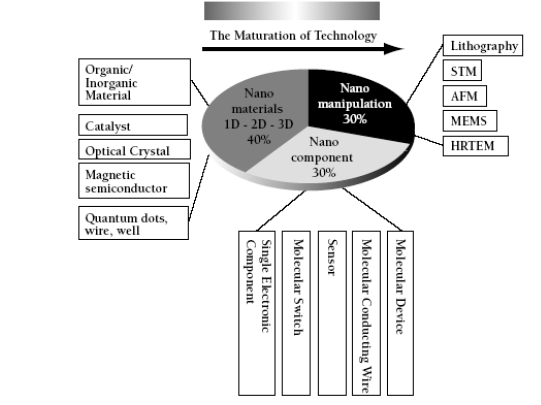 The Maturation of Technology
Organic/
Inorganic
Material
Catalyst
Optical Crystal
Magnetic
semiconductor
Quantum dots,
wire, well
Nano
materials
1D - 2D - 3D
40%
Nano
manipulation
30%
Nano
component
30%
Lithography
STM
AFM
MEMS
HRTEM
Single Electronic
Component
Molecular Switch
Sensor
Molecular Conducting Wire
Molecular Device